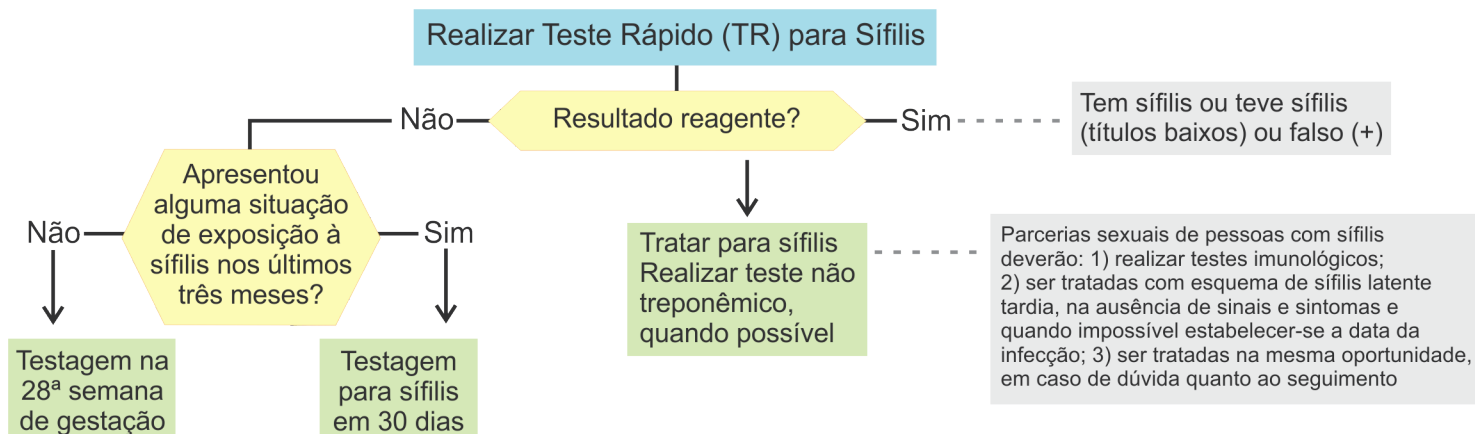 Realizar Teste Rápido (TR) para Sífilis
Não
Resultado reagente?
Sim
Tem sífilis ou teve sífilis
(títulos baixos) ou falso (+)
Apresentou
alguma situação
de exposição à
sífilis nos últimos
três meses?
Não
Sim
Testagem na
28ª semana
de gestação
Testagem
para sífilis
em 30 dias
Tratar para sífilis
Realizar teste não
treponêmico,
quando possível
Parcerias sexuais de pessoas com sífilis
deverão: 1) realizar testes imunológicos;
2) ser tratadas com esquema de sífilis latente
tardia, na ausência de sinais e sintomas e
quando impossível estabelecer-se a data da
infecção; 3) ser tratadas na mesma oportunidade,
em caso de dúvida quanto ao seguimento